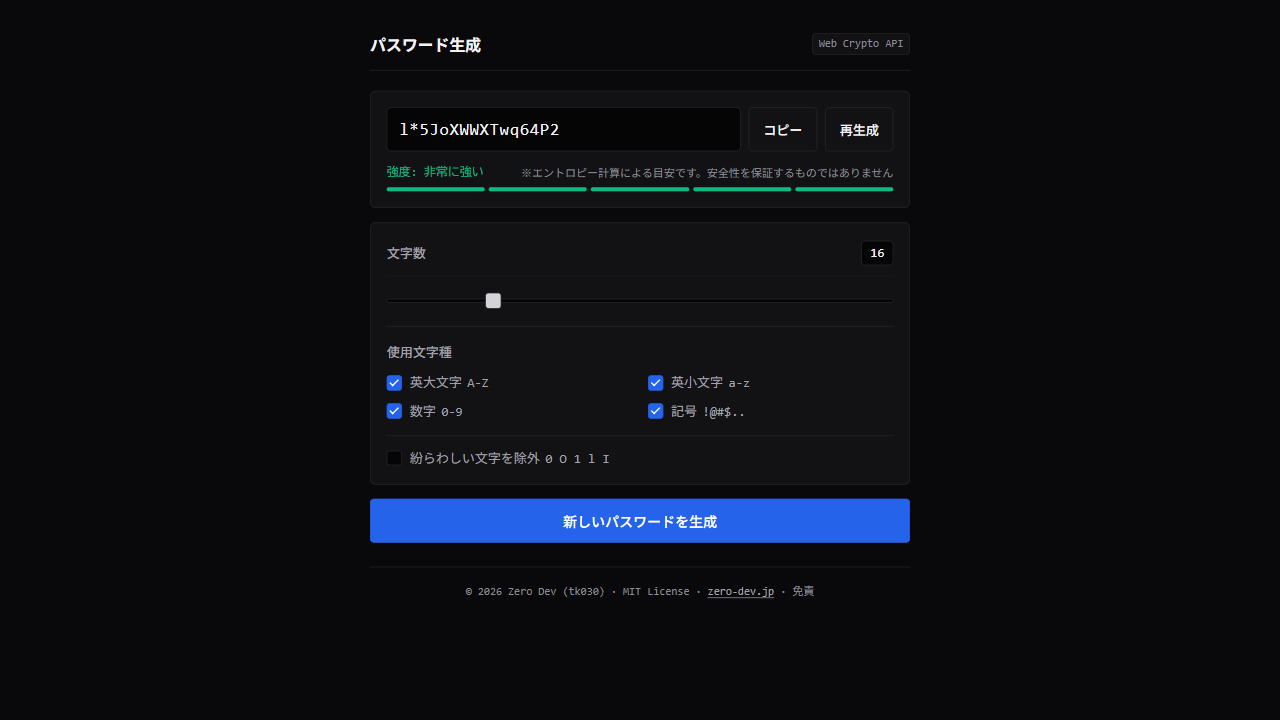 パスワード生成
Web Crypto API
l*5JoXWWXTwq64P2
コピー
再生成
強度: 非常に強い
※エントロピー計算による目安です。安全性を保証するものではありません
文字数
16
使用文字種
英大文字 A-Z
英小文字 a-z
数字 0-9
記号 !@#$..
紛らわしい文字を除外 0 O 1 l I
新しいパスワードを生成
© 2026 Zero Dev (tk030) · MIT License · zero-dev.jp · 免責